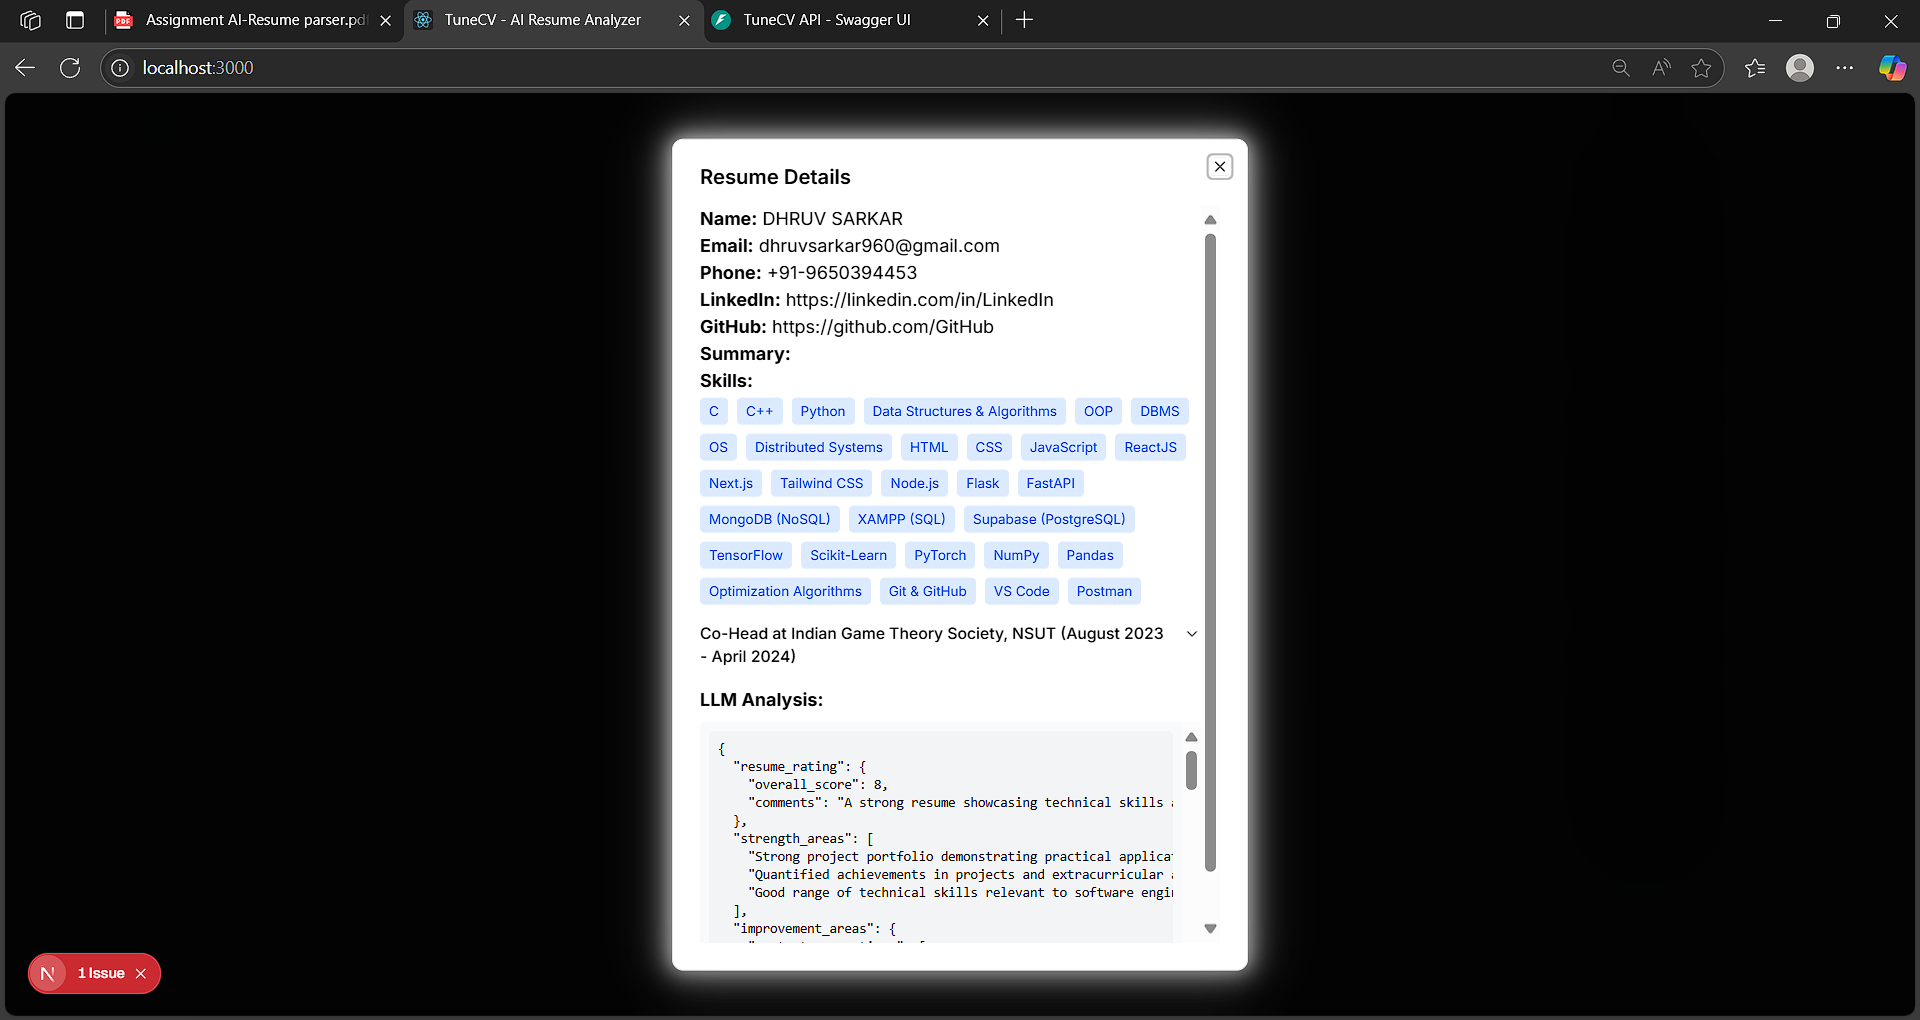 Assignment AI-Resume parser.pd
TuneCV - AI Resume Analyzer
TuneCV API - Swagger UI
localhost:3000
Resume Details
Name: DHRUV SARKAR
Email: dhruvsarkar960@gmail.com
Phone: +91-9650394453
LinkedIn: https://linkedin.com/in/LinkedIn
GitHub: https://github.com/GitHub
Summary:
Skills:
C C++ Python Data Structures & Algorithms OOP DBMS
OS Distributed Systems HTML CSS JavaScript ReactJS
Next.js Tailwind CSS Node.js Flask FastAPI
MongoDB (NoSQL) XAMPP (SQL) Supabase (PostgreSQL)
TensorFlow Scikit-Learn PyTorch NumPy Pandas
Optimization Algorithms Git & GitHub VS Code Postman
Co-Head at Indian Game Theory Society, NSUT (August 2023
- April 2024)
LLM Analysis:
{
"resume_rating": {
"overall_score": 8,
"comments": "A strong resume showcasing technical skills
},
"strength_areas": [
"Strong project portfolio demonstrating practical applica
"Quantified achievements in projects and extracurricular
"Good range of technical skills relevant to software engi
],
"improvement_areas": {
N 1 Issue